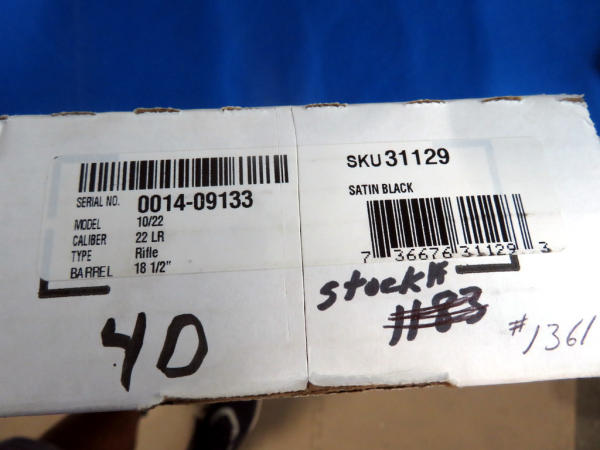 SERIAL NO. 0014-09133
MODEL 10/22
CALIBER 22 LR
TYPE Rifle
BARREL 18 1/2"
SKU 31129
SATIN BLACK
7 36676 31129 3
40
stock#
1183
#1361